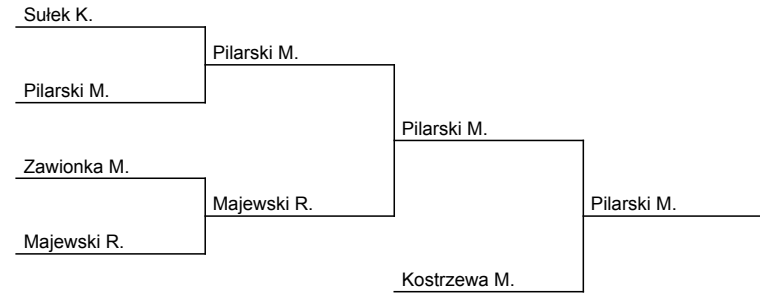 Sułek K.
Pilarski M.
Pilarski M.
Pilarski M.
Zawionka M.
Majewski R.
Pilarski M.
Majewski R.
Kostrzewa M.